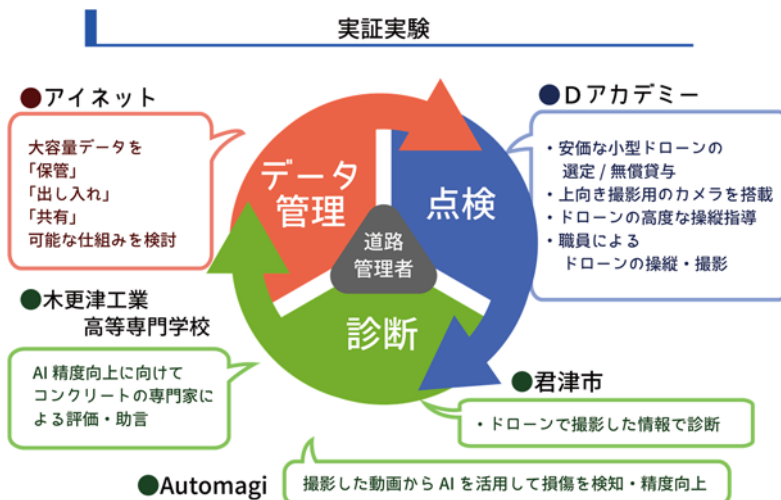 実証実験
●アイネット
大容量データを
「保管」
「出し入れ」
「共有」
可能な仕組みを検討
●Dアカデミー
・安価な小型ドローンの
選定 / 無償貸与
・上向き撮影用のカメラを搭載
・ドローンの高度な操縦指導
・職員による
ドローンの操縦・撮影
データ
管理
点検
道路
管理者
診断
●木更津工業
高等専門学校
AI 精度向上に向けて
コンクリートの専門家に
よる評価・助言
●君津市
・ドローンで撮影した情報で診断
●Automagi
撮影した動画から AI を活用して損傷を検知・精度向上